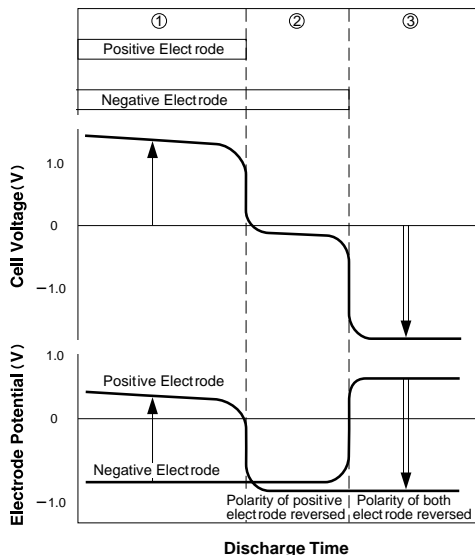 ① ② ③
Positive Electrode
Negative Electrode
Cell Voltage(V)
1.0
0
−1.0
Electrode Potential (V)
1.0
0
−1.0
Positive Electrode
Negative Electrode
Polarity of positive
electrode reversed
Polarity of both
electrode reversed
Discharge Time